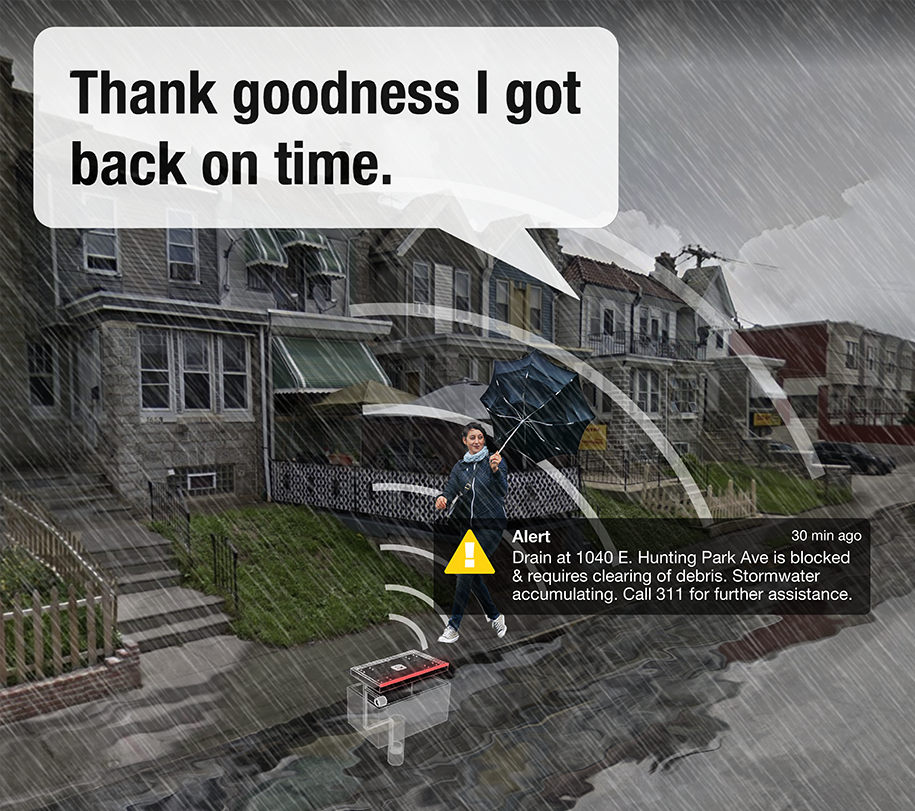 Thank goodness I got
back on time.
Alert 30 min ago
Drain at 1040 E. Hunting Park Ave is blocked
& requires clearing of debris. Stormwater
accumulating. Call 311 for further assistance.